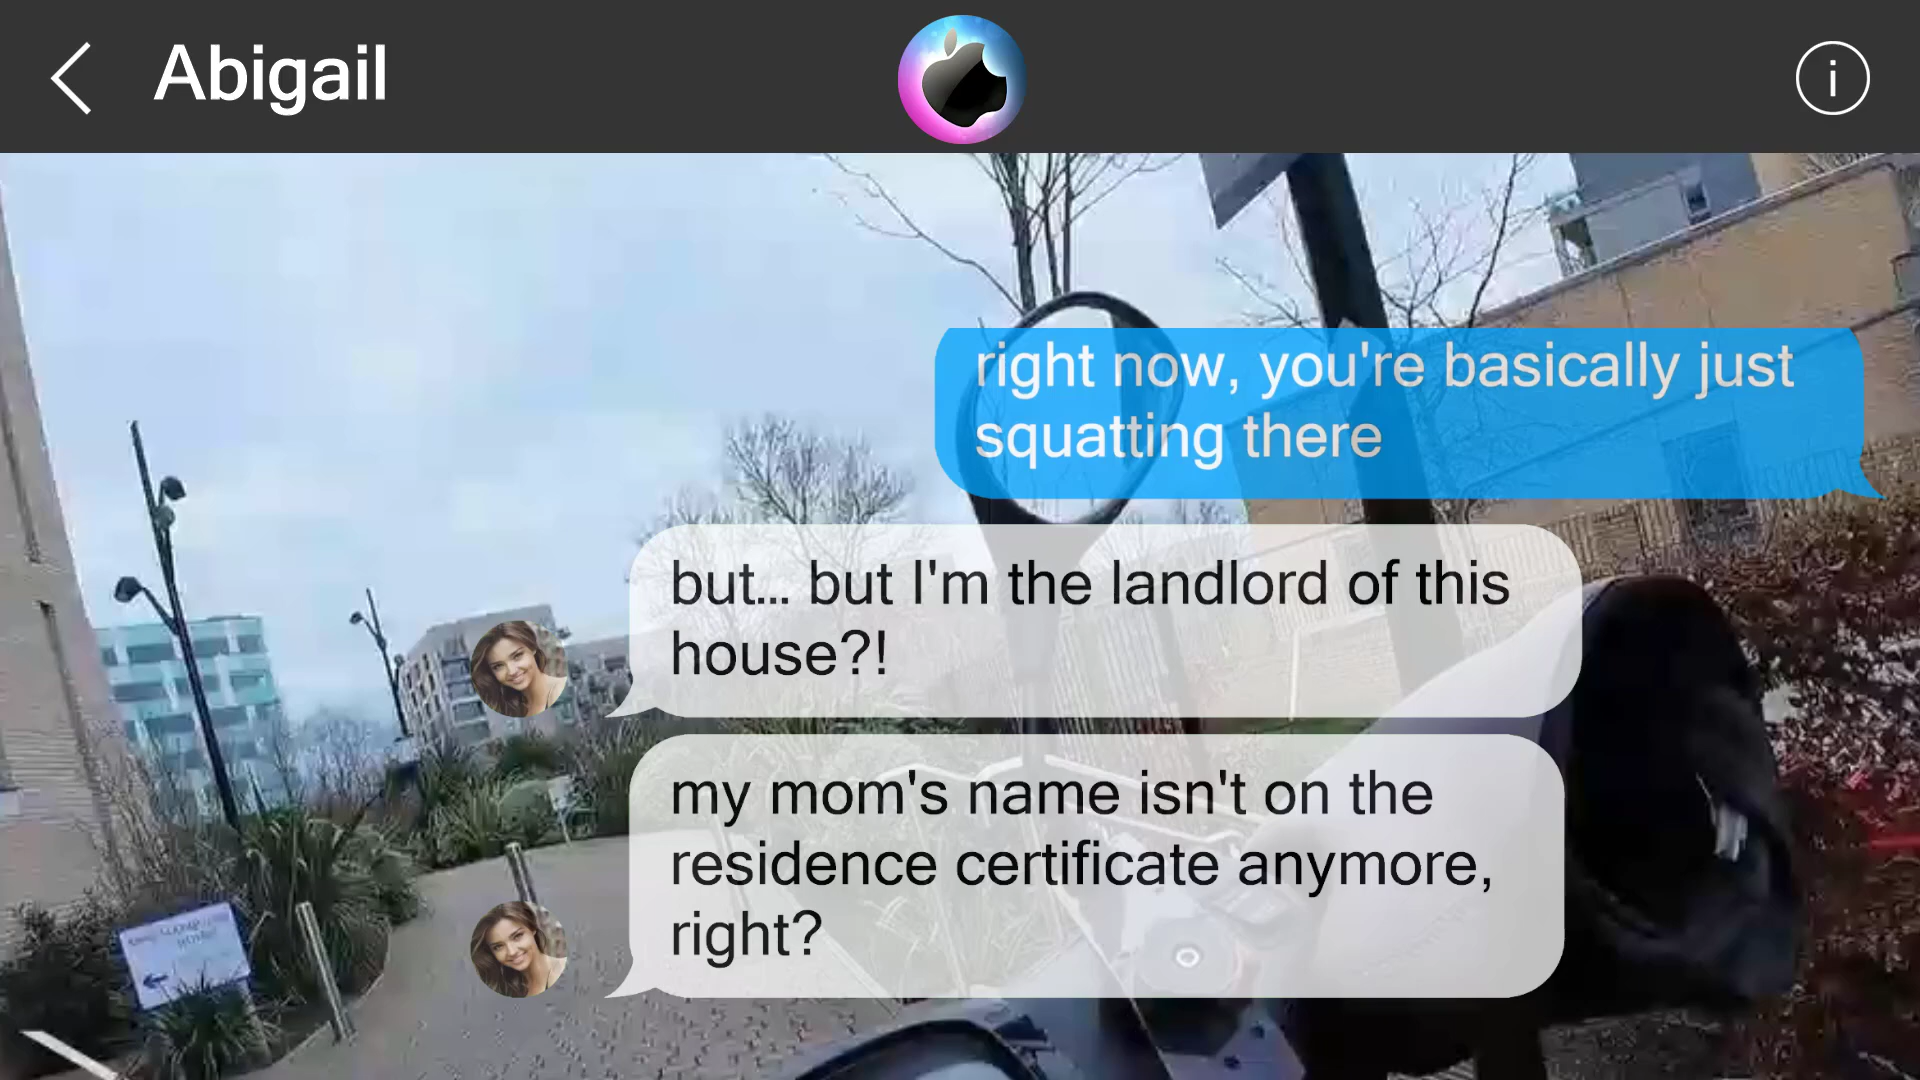 Abigail
right now, you're basically just
squatting there
but... but I'm the landlord of this
house?!
my mom's name isn't on the
residence certificate anymore,
right?